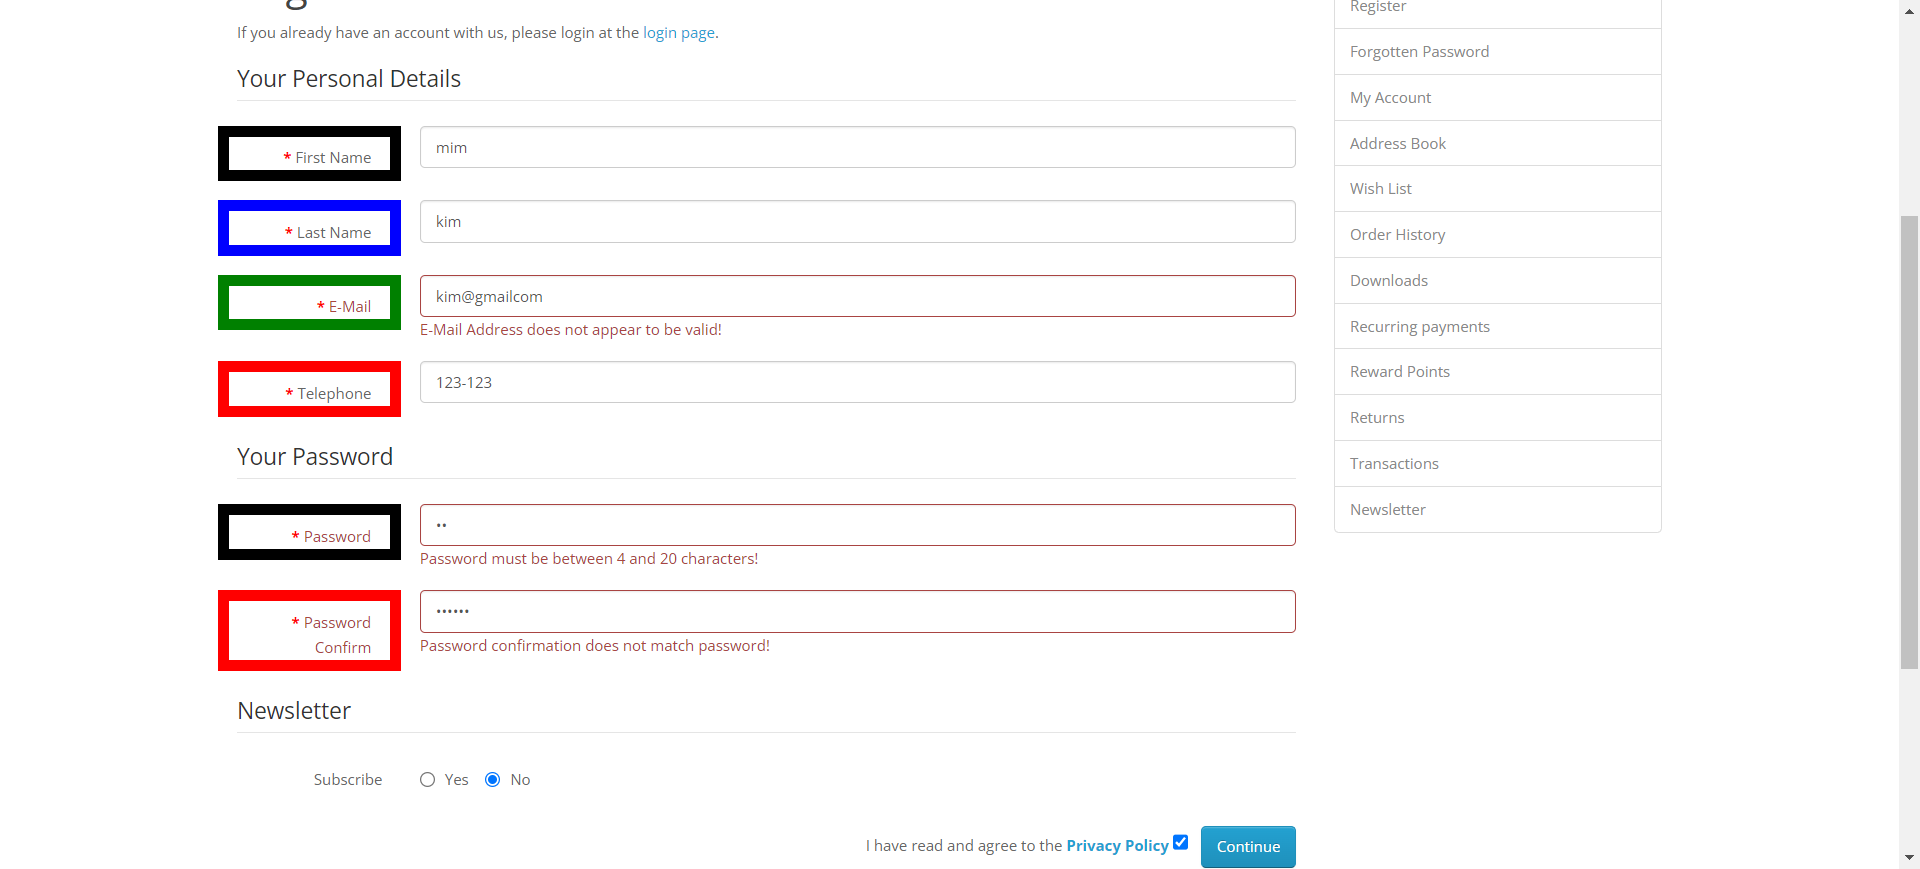 If you already have an account with us, please login at the login page.
Your Personal Details
* First Name
mim
* Last Name
kim
* E-Mail
kim@gmailcom
E-Mail Address does not appear to be valid!
* Telephone
123-123
Your Password
* Password
••
Password must be between 4 and 20 characters!
* Password
Confirm
••••••
Password confirmation does not match password!
Newsletter
Subscribe
Yes
No
I have read and agree to the Privacy Policy
Continue
Register
Forgotten Password
My Account
Address Book
Wish List
Order History
Downloads
Recurring payments
Reward Points
Returns
Transactions
Newsletter